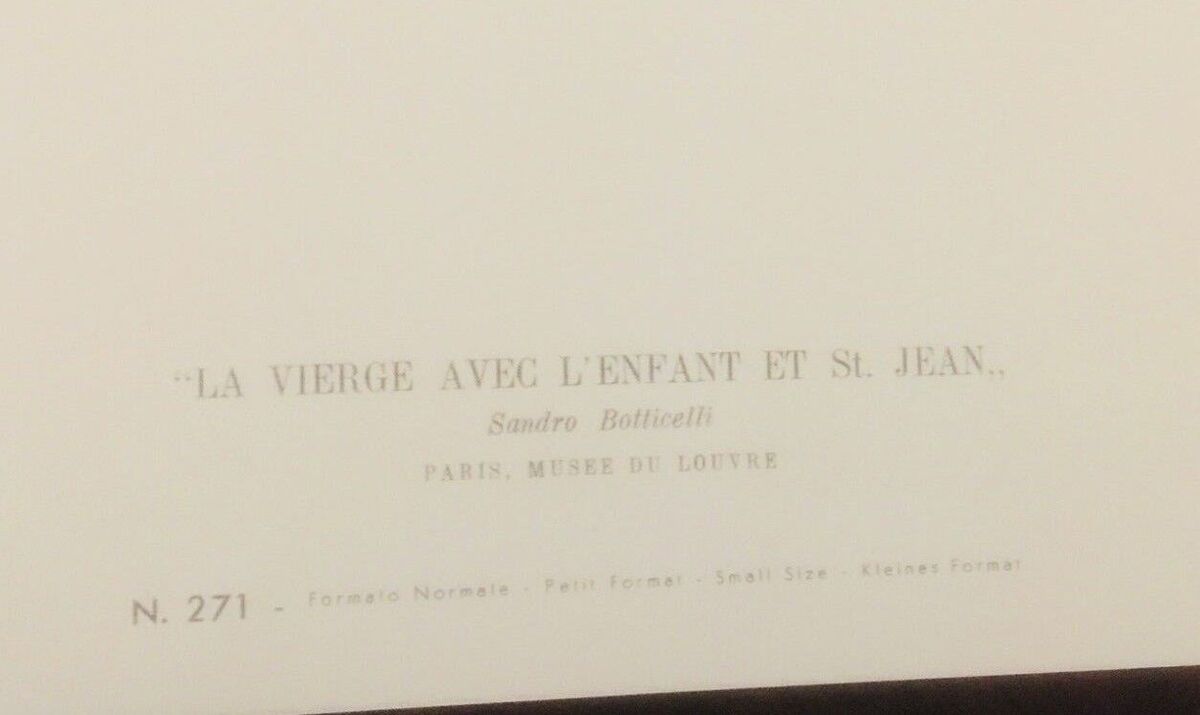 “LA VIERGE AVEC L'ENFANT ET St. JEAN„
Sandro Botticelli
PARIS, MUSEE DU LOUVRE
N. 271 - Formato Normale - Petit Format - Small Size - Kleines Format